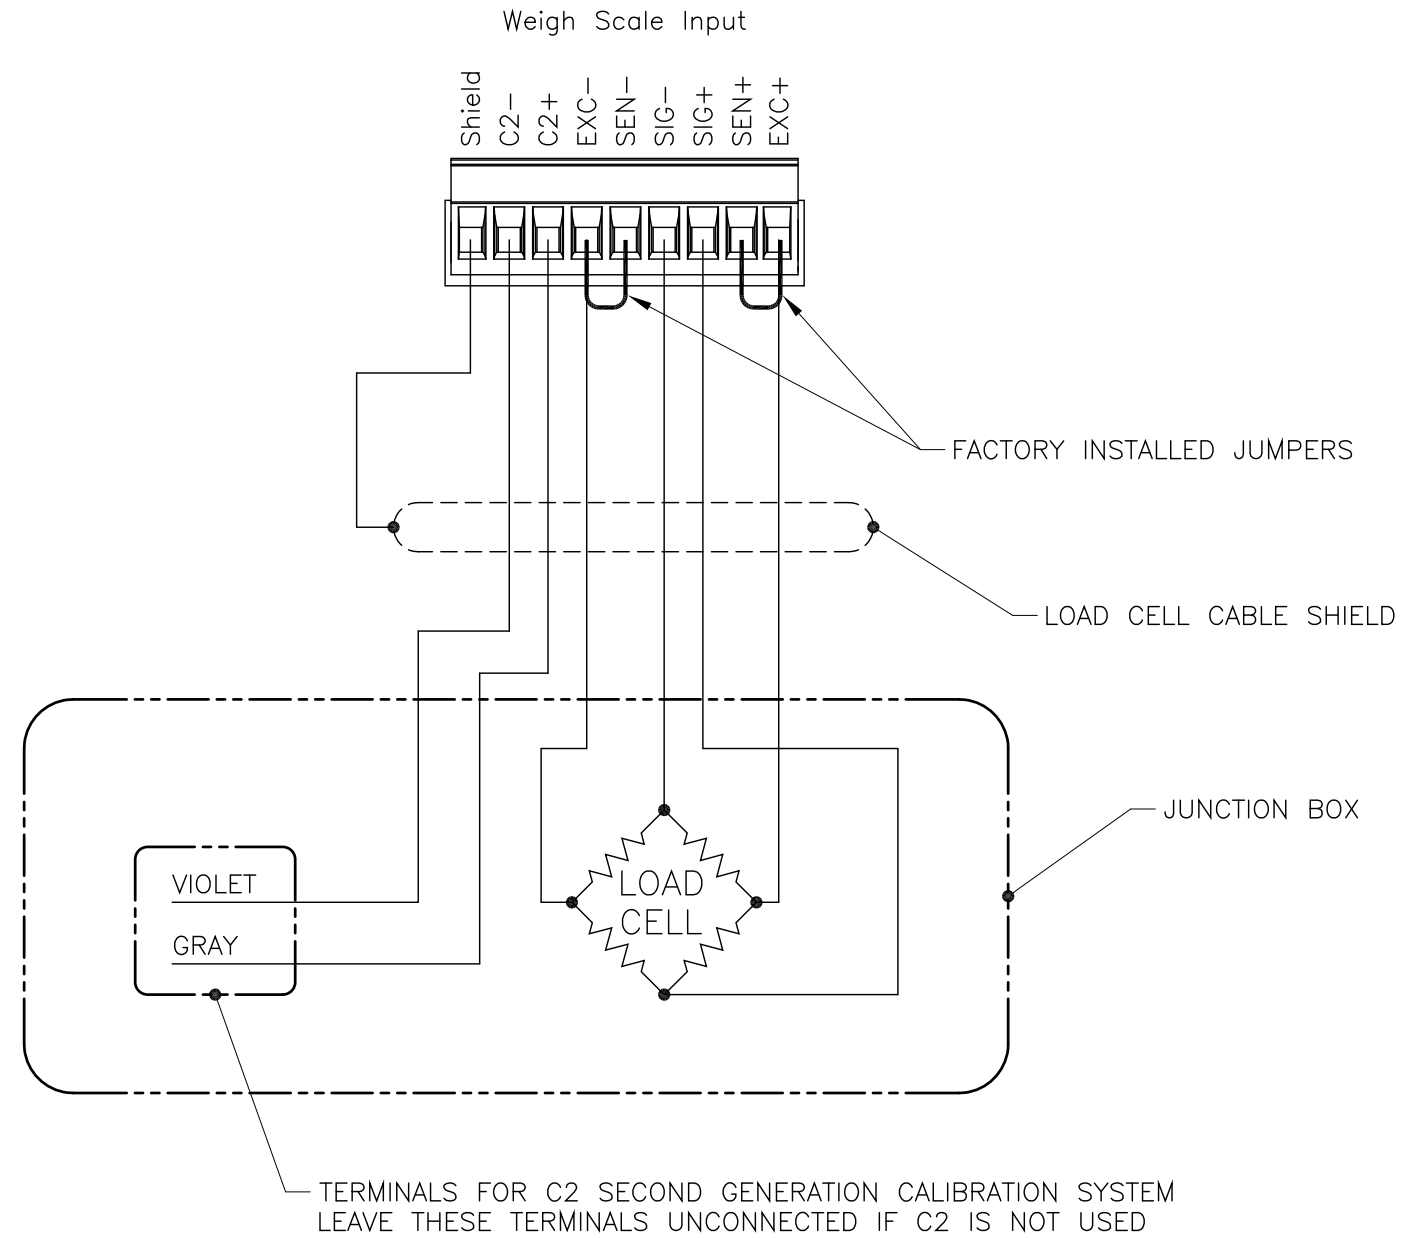 Weigh Scale Input
Shield
C2-
C2+
EXC-
SEN-
SIG-
SIG+
SEN+
EXC+
FACTORY INSTALLED JUMPERS
LOAD CELL CABLE SHIELD
JUNCTION BOX
VIOLET
GRAY
LOAD
CELL
TERMINALS FOR C2 SECOND GENERATION CALIBRATION SYSTEM
LEAVE THESE TERMINALS UNCONNECTED IF C2 IS NOT USED